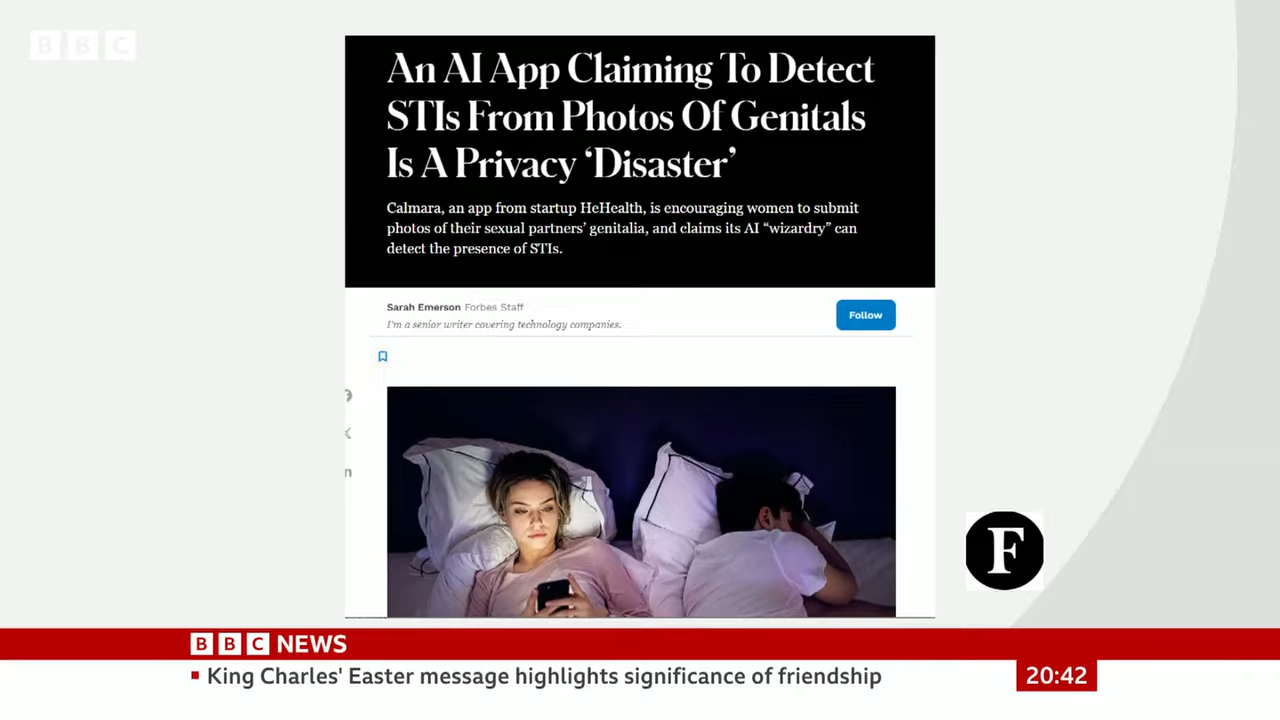 BBC
An AI App Claiming To Detect
STIs From Photos Of Genitals
Is A Privacy ‘Disaster’
Calmara, an app from startup HeHealth, is encouraging women to submit
photos of their sexual partners’ genitalia, and claims its AI “wizardry” can
detect the presence of STIs.
Sarah Emerson Forbes Staff
I'm a senior writer covering technology companies.
Follow
F
BBC NEWS
King Charles' Easter message highlights significance of friendship
20:42